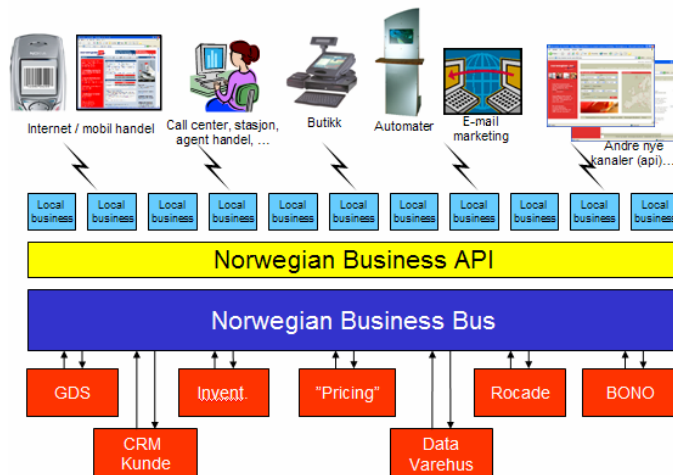 Internet / mobil handel
Call center, stasjon,
agent handel, ...
Butikk
Automater
E-mail
marketing
Andre nye
kanaler (api)...
Local Local Local Local Local Local Local Local Local Local Local
business business business business business business business business business business business
Norwegian Business API
Norwegian Business Bus
GDS
Invent.
"Pricing"
Rocade
BONO
CRM
Kunde
Data
Varehus